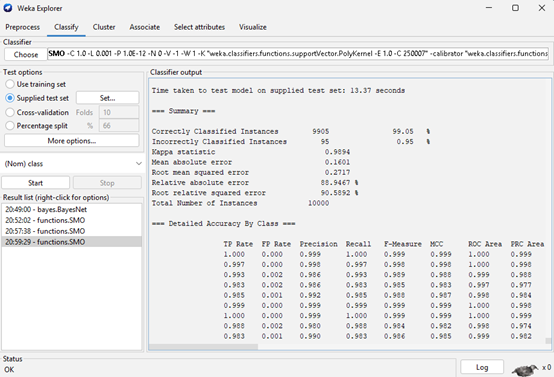 Weka Explorer
Preprocess Classify Cluster Associate Select attributes Visualize
Classifier
Choose SMO -C 1.0 -L 0.001 -P 1.0E-12 -N 0 -V -1 -W 1 -K "weka.classifiers.functions.supportVector.PolyKernel -E 1.0 -C 250007" -calibrator "weka.classifiers.functions
Test options
Use training set
Supplied test set Set...
Cross-validation Folds 10
Percentage split % 66
More options...
(Nom) class
Start Stop
Result list (right-click for options)
20:49:00 - bayes.BayesNet
20:52:02 - functions.SMO
20:57:38 - functions.SMO
20:59:29 - functions.SMO
Classifier output
Time taken to test model on supplied test set: 13.37 seconds
=== Summary ===
Correctly Classified Instances 9905 99.05 %
Incorrectly Classified Instances 95 0.95 %
Kappa statistic 0.9894
Mean absolute error 0.1601
Root mean squared error 0.2717
Relative absolute error 88.9467 %
Root relative squared error 90.5892 %
Total Number of Instances 10000
=== Detailed Accuracy By Class ===
TP Rate FP Rate Precision Recall F-Measure MCC ROC Area PRC Area
1.000 0.000 0.999 1.000 0.999 0.999 1.000 0.999
0.997 0.000 0.998 0.997 0.998 0.998 1.000 0.998
0.993 0.002 0.986 0.993 0.989 0.988 0.999 0.988
0.983 0.002 0.986 0.983 0.985 0.983 0.997 0.977
0.985 0.001 0.992 0.985 0.988 0.987 0.998 0.984
0.999 0.000 0.999 0.999 0.999 0.999 1.000 0.998
1.000 0.000 0.999 1.000 0.999 0.999 1.000 0.999
0.988 0.002 0.980 0.988 0.984 0.982 0.998 0.974
0.983 0.001 0.990 0.983 0.986 0.985 0.999 0.982
Status
OK
Log x 0